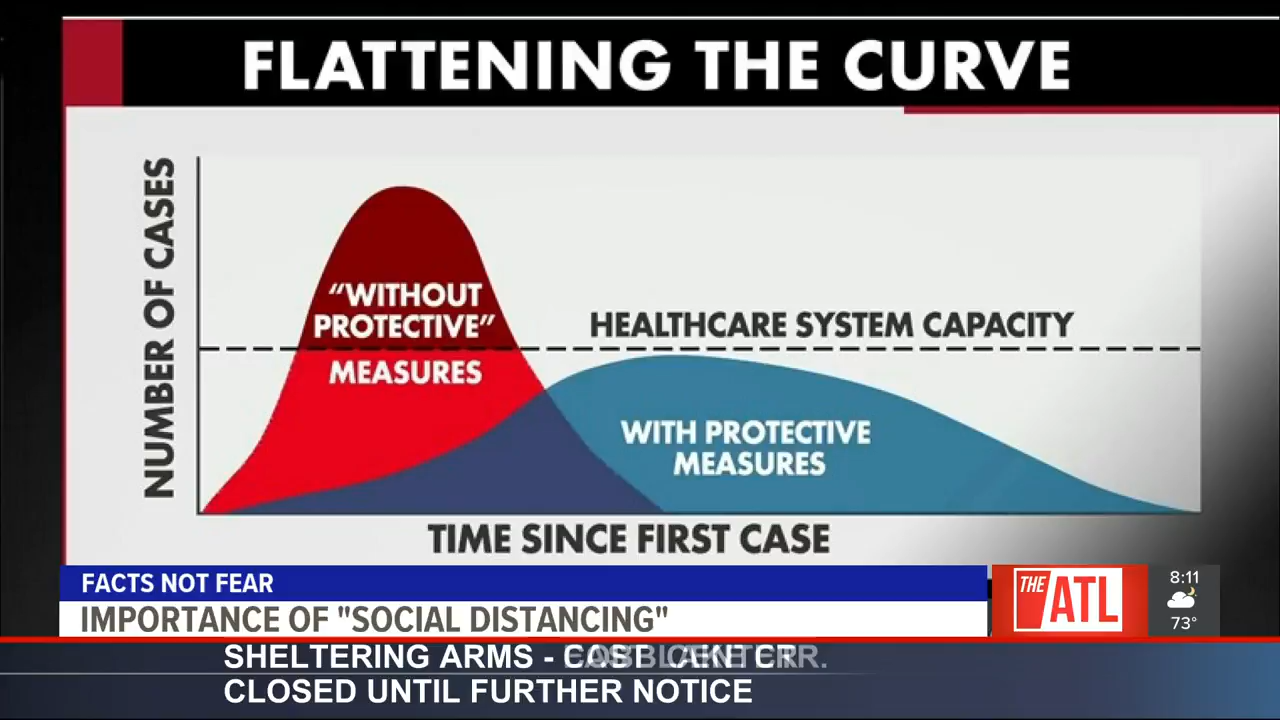 FLATTENING THE CURVE
NUMBER OF CASES
“WITHOUT
PROTECTIVE”
MEASURES
HEALTHCARE SYSTEM CAPACITY
WITH PROTECTIVE
MEASURES
TIME SINCE FIRST CASE
FACTS NOT FEAR
IMPORTANCE OF "SOCIAL DISTANCING"
THE ATL
8:11
73°
SHELTERING ARMS -
CLOSED UNTIL FURTHER NOTICE